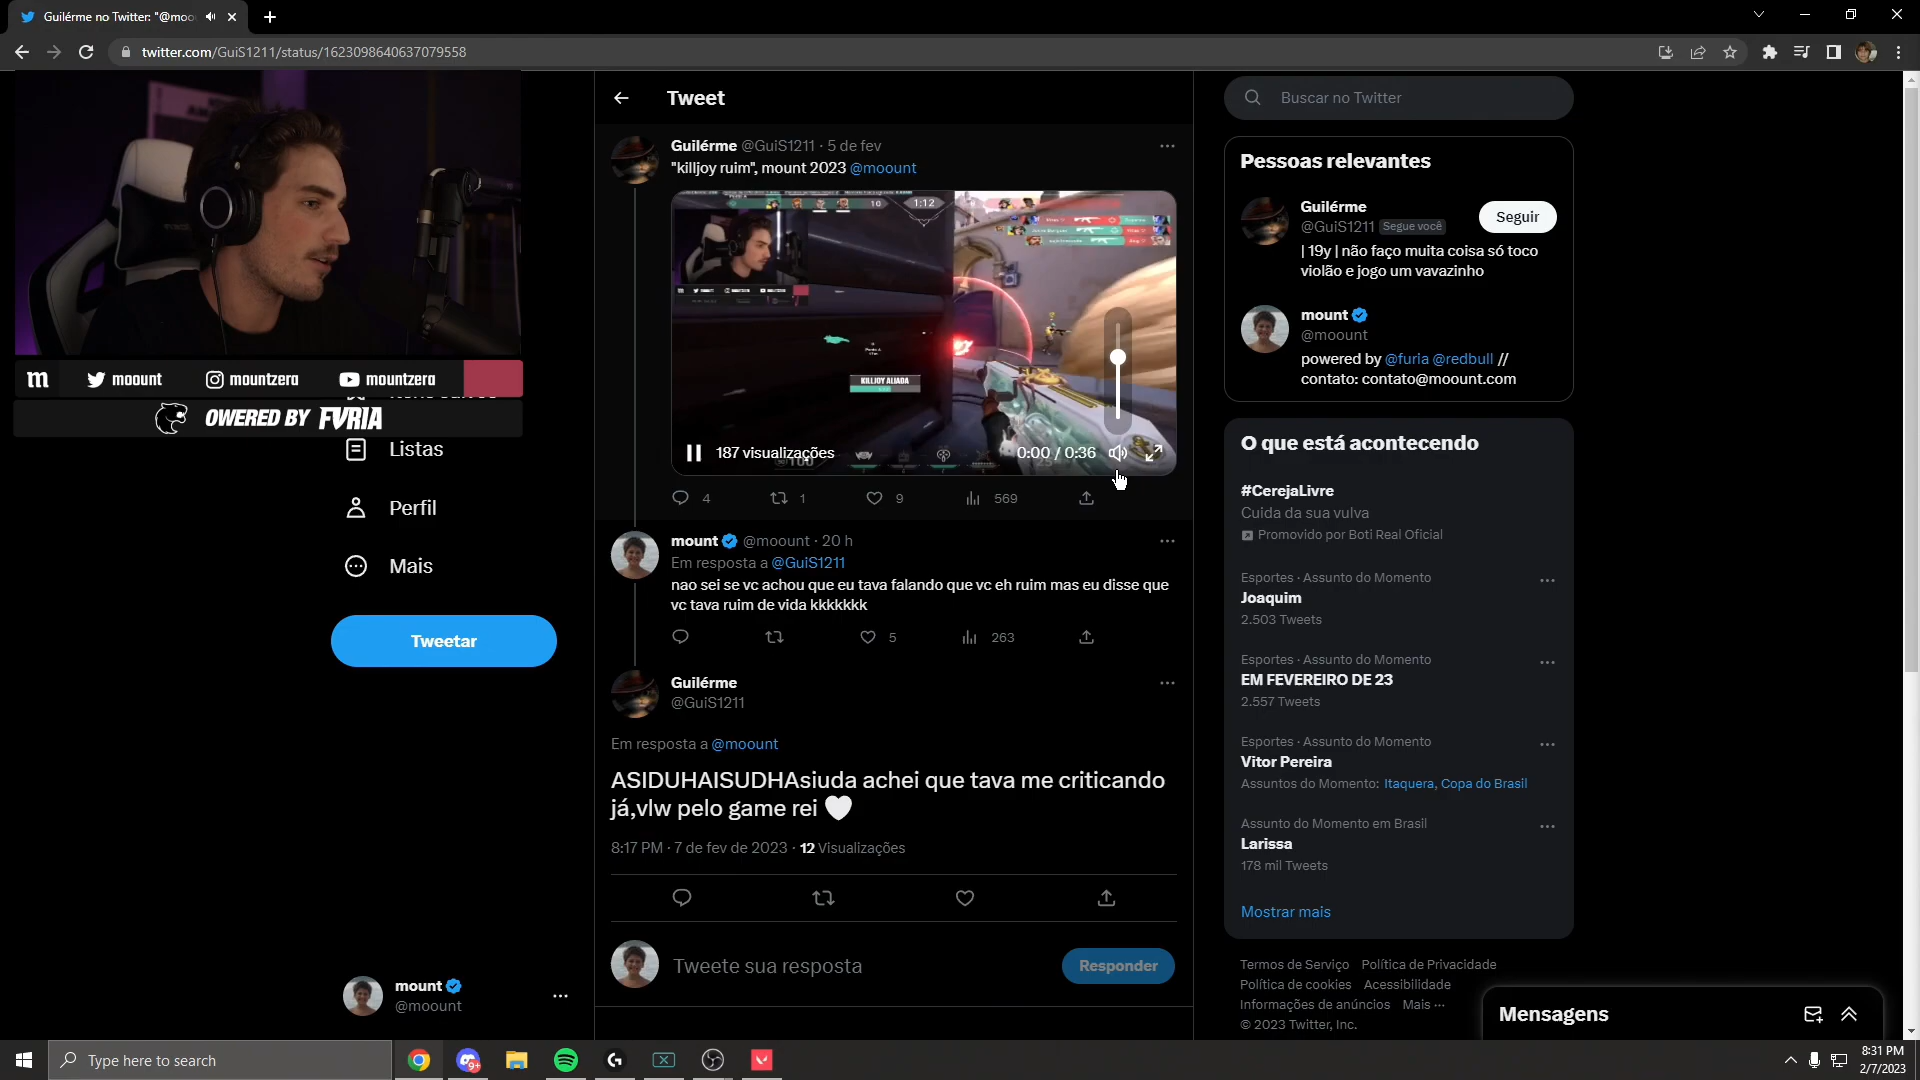 Guilérme no Twitter: "@moo
twitter.com/GuiS1211/status/1623098640637079558
m moount mountzera mountzera
OWERED BY FVRIA
Listas
Perfil
Mais
Tweetar
mount
@moount
Tweet
Guilérme @GuiS1211 · 5 de fev
"killjoy ruim", mount 2023 @moount
10 1:12
KILLJOY ALIADA
187 visualizações 0:00 / 0:36
100
4 1 9 569
mount @moount · 20 h
Em resposta a @GuiS1211
nao sei se vc achou que eu tava falando que vc eh ruim mas eu disse que
vc tava ruim de vida kkkkkkk
5 263
Guilérme
@GuiS1211
Em resposta a @moount
ASIDUHAISUDHAsiuda achei que tava me criticando
já,vlw pelo game rei
8:17 PM · 7 de fev de 2023 · 12 Visualizações
Tweete sua resposta
Responder
Buscar no Twitter
Pessoas relevantes
Guilérme
@GuiS1211 Segue você
Seguir
| 19y | não faço muita coisa só toco
violão e jogo um vavazinho
mount
@moount
powered by @furia @redbull //
contato: contato@moount.com
O que está acontecendo
#CerejaLivre
Cuida da sua vulva
Promovido por Boti Real Oficial
Esportes · Assunto do Momento
Joaquim
2.503 Tweets
Esportes · Assunto do Momento
EM FEVEREIRO DE 23
2.557 Tweets
Esportes · Assunto do Momento
Vitor Pereira
Assuntos do Momento: Itaquera, Copa do Brasil
Assunto do Momento em Brasil
Larissa
178 mil Tweets
Mostrar mais
Termos de Serviço Política de Privacidade
Política de cookies Acessibilidade
Informações de anúncios Mais ···
© 2023 Twitter, Inc.
Mensagens
Type here to search
9+
8:31 PM
2/7/2023